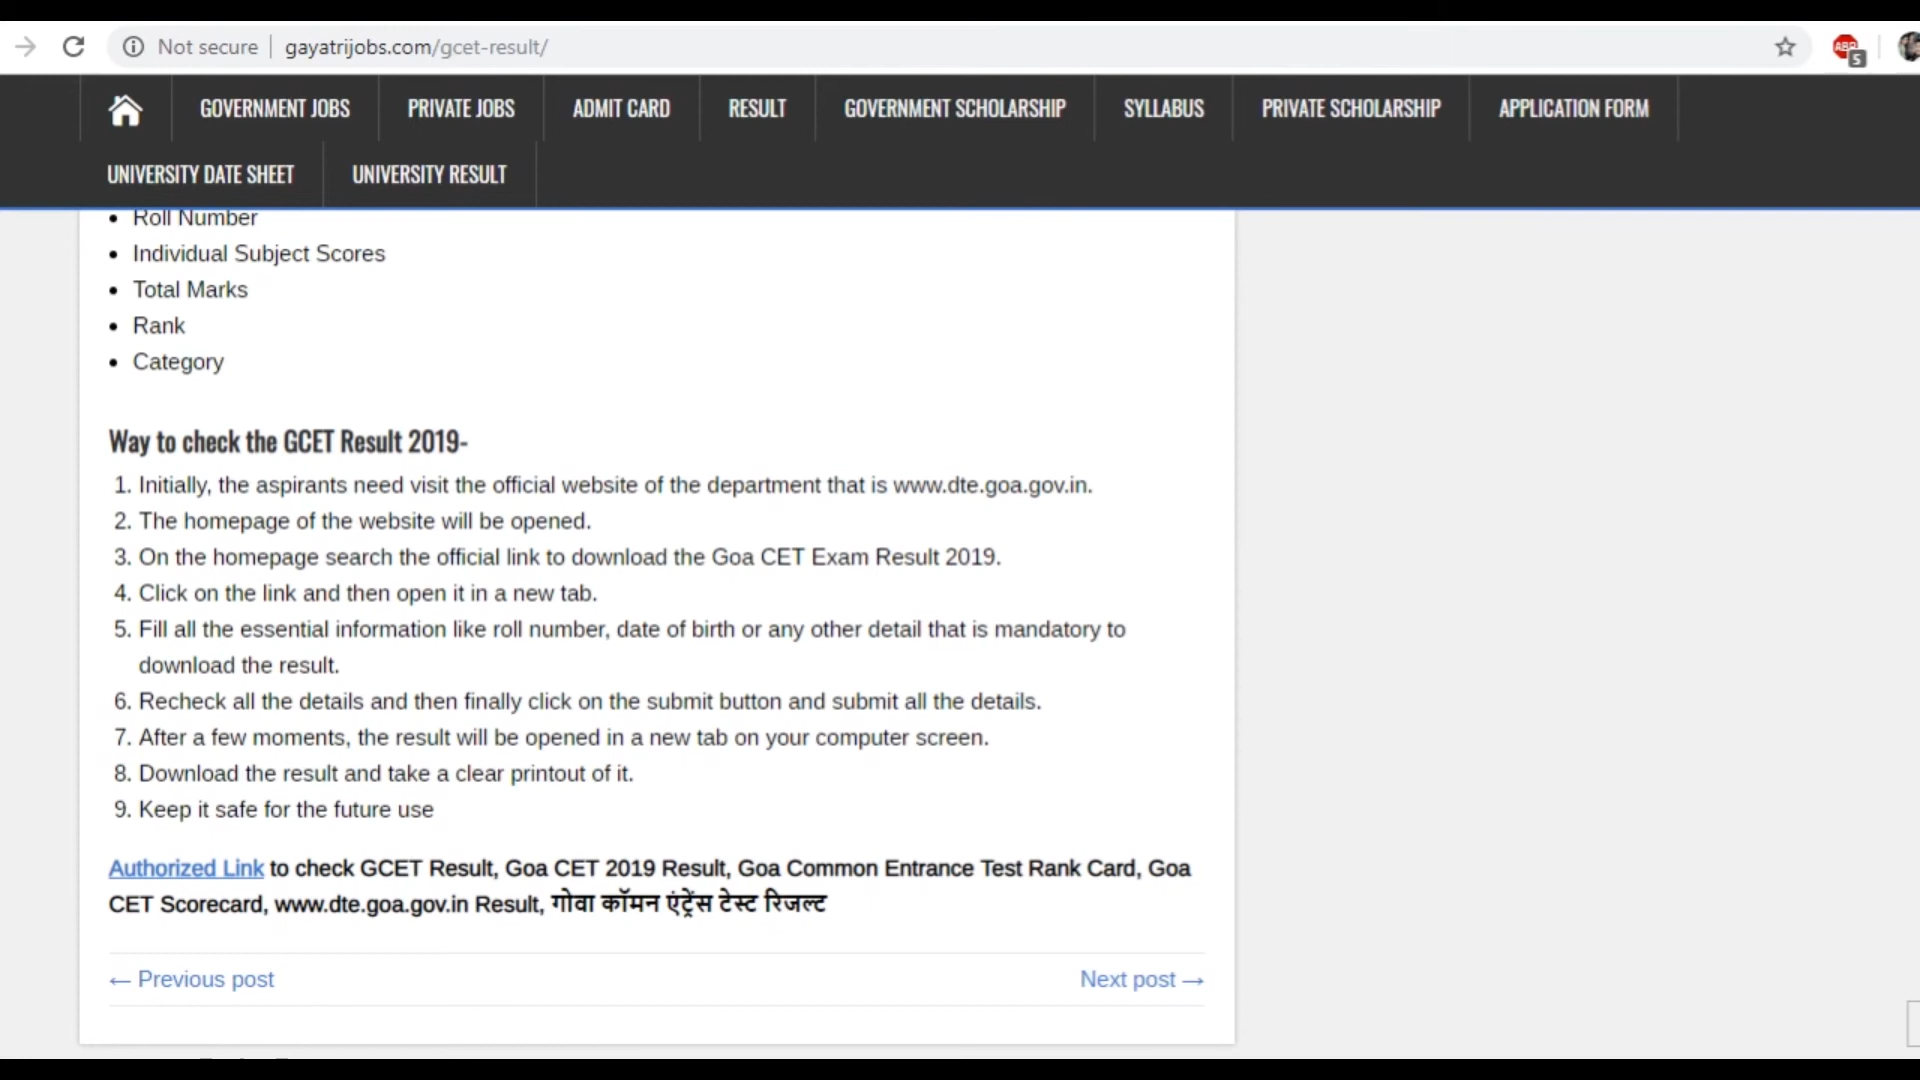 Not secure | gayatrijobs.com/gcet-result/
ABP 5
GOVERNMENT JOBS PRIVATE JOBS ADMIT CARD RESULT GOVERNMENT SCHOLARSHIP SYLLABUS PRIVATE SCHOLARSHIP APPLICATION FORM
UNIVERSITY DATE SHEET UNIVERSITY RESULT
• Roll Number
• Individual Subject Scores
• Total Marks
• Rank
• Category
Way to check the GCET Result 2019-
1. Initially, the aspirants need visit the official website of the department that is www.dte.goa.gov.in.
2. The homepage of the website will be opened.
3. On the homepage search the official link to download the Goa CET Exam Result 2019.
4. Click on the link and then open it in a new tab.
5. Fill all the essential information like roll number, date of birth or any other detail that is mandatory to
download the result.
6. Recheck all the details and then finally click on the submit button and submit all the details.
7. After a few moments, the result will be opened in a new tab on your computer screen.
8. Download the result and take a clear printout of it.
9. Keep it safe for the future use
Authorized Link to check GCET Result, Goa CET 2019 Result, Goa Common Entrance Test Rank Card, Goa
CET Scorecard, www.dte.goa.gov.in Result, गोवा कॉमन एंट्रेंस टेस्ट रिजल्ट
← Previous post Next post →